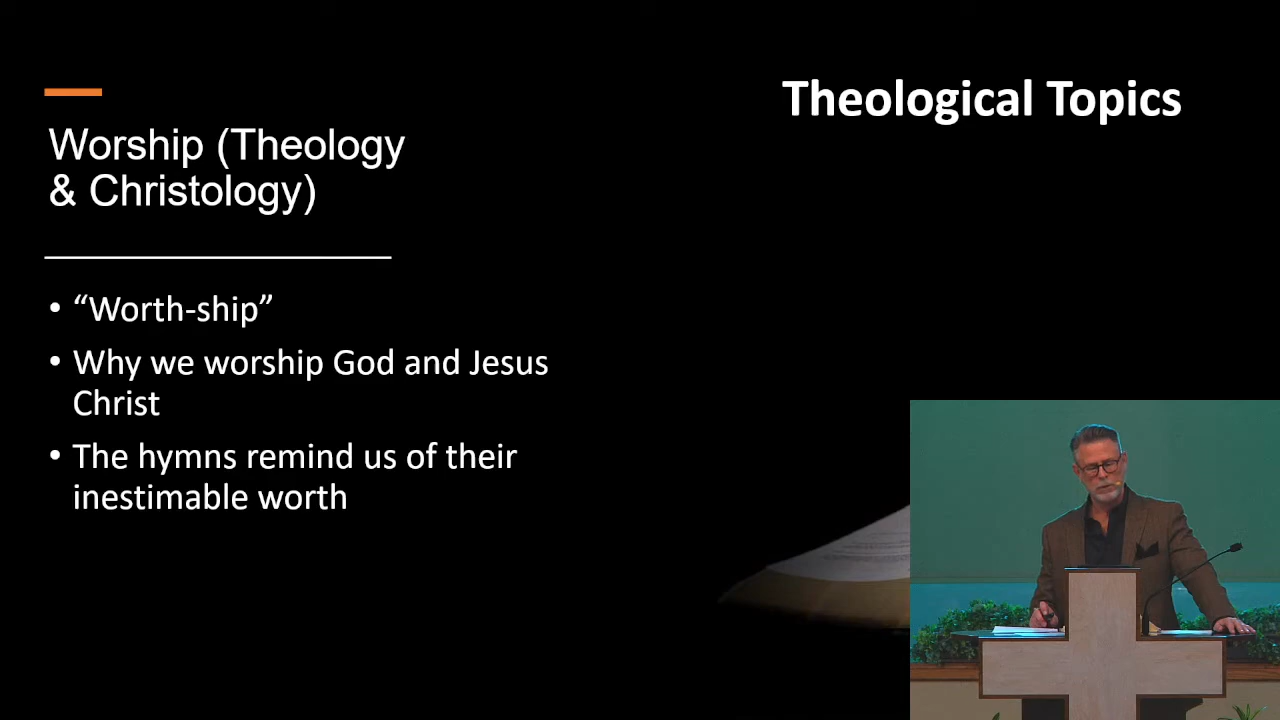 Theological Topics
Worship (Theology
& Christology)
• “Worth-ship”
• Why we worship God and Jesus
Christ
• The hymns remind us of their
inestimable worth